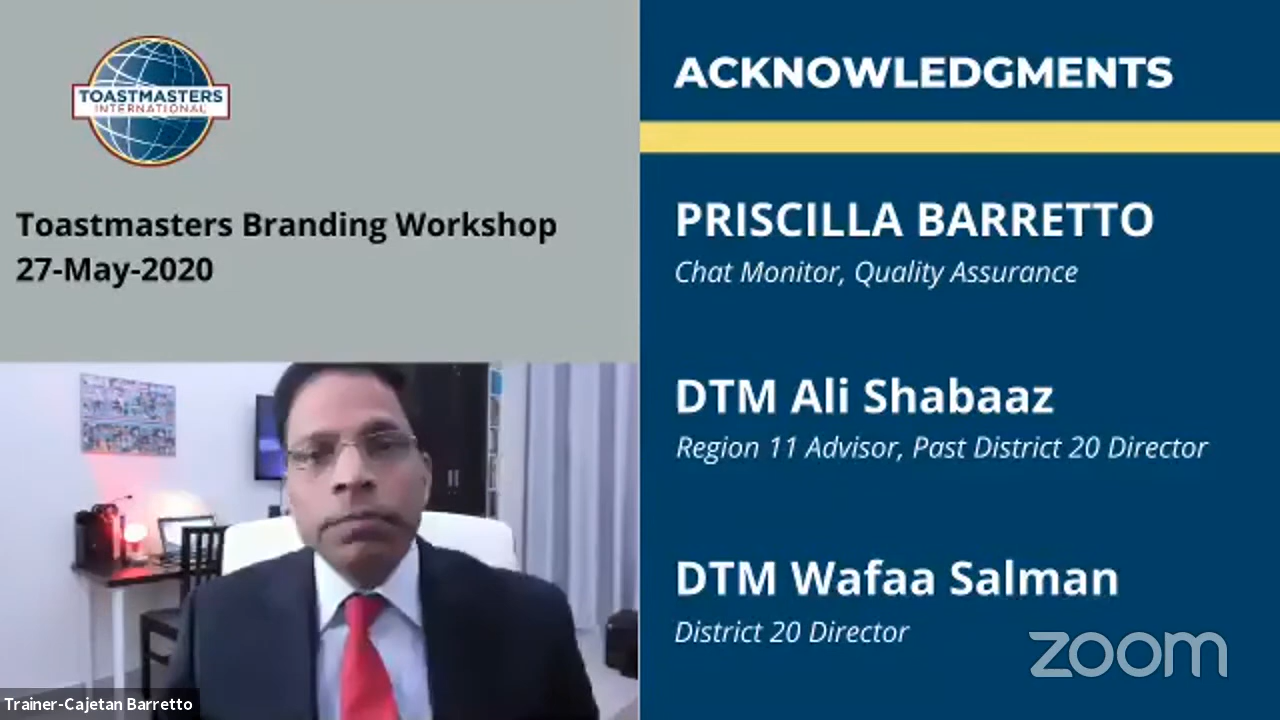 TOASTMASTERS
INTERNATIONAL
Toastmasters Branding Workshop
27-May-2020
Trainer-Cajetan Barretto
ACKNOWLEDGMENTS
PRISCILLA BARRETTO
Chat Monitor, Quality Assurance
DTM Ali Shabaaz
Region 11 Advisor, Past District 20 Director
DTM Wafaa Salman
District 20 Director
zoom